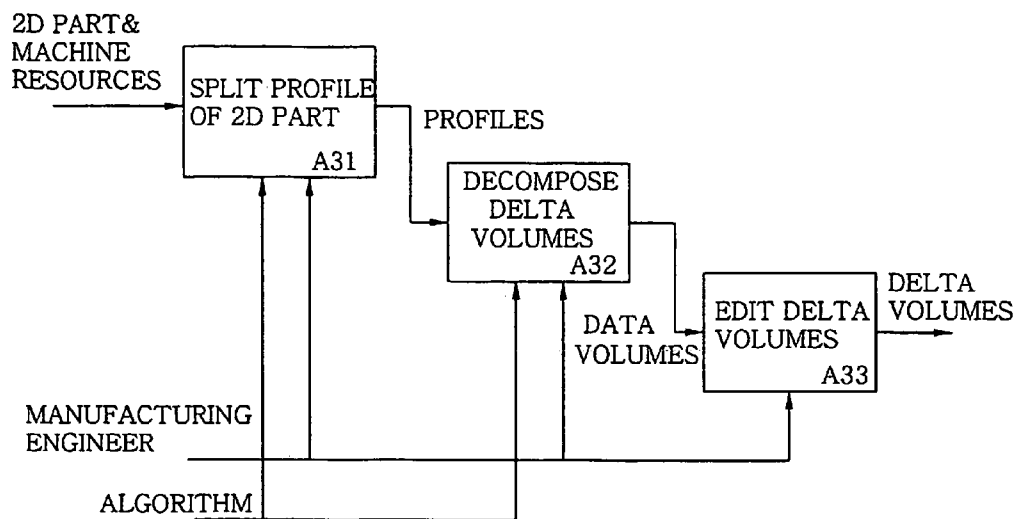 2D PART&
MACHINE
RESOURCES
SPLIT PROFILE
OF 2D PART
A31
PROFILES
DECOMPOSE
DELTA
VOLUMES
A32
DATA
VOLUMES
EDIT DELTA
VOLUMES
A33
DELTA
VOLUMES
MANUFACTURING
ENGINEER
ALGORITHM